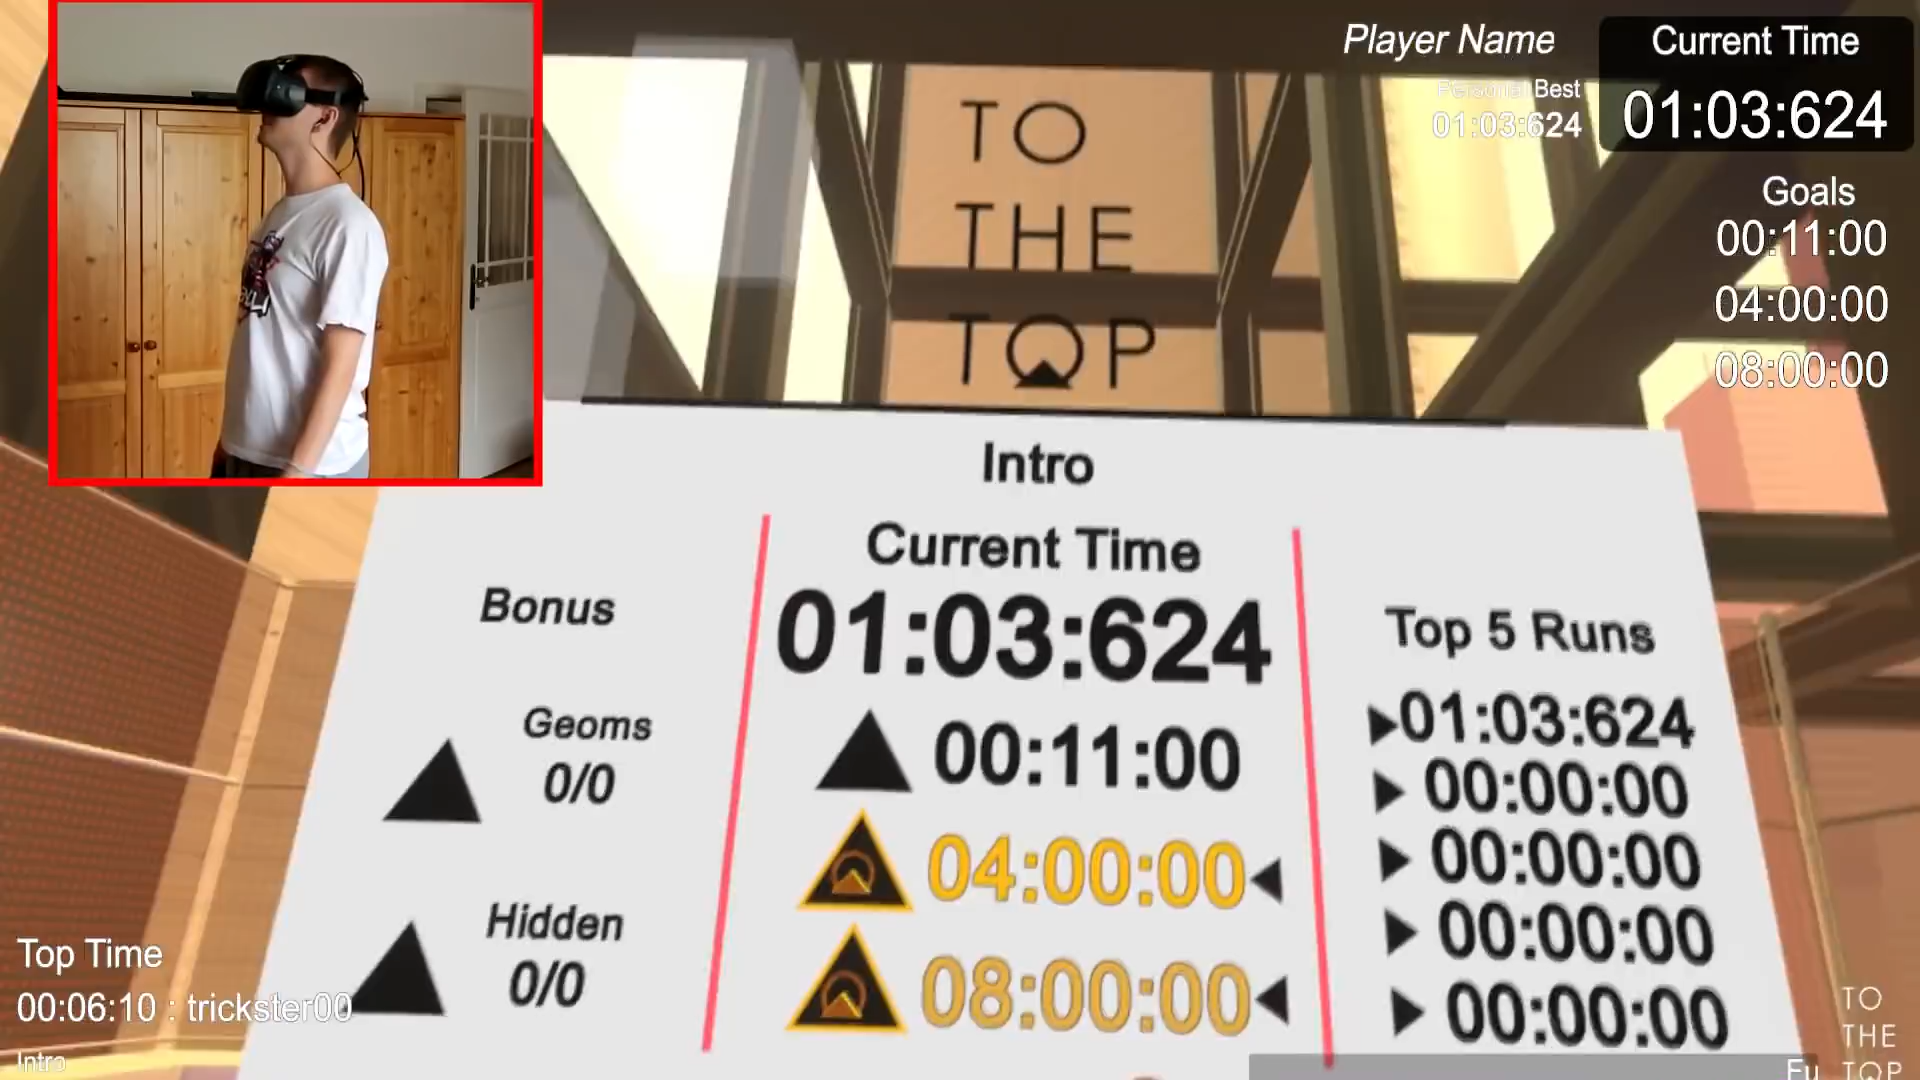 Player Name
Personal Best
01:03:624
Current Time
01:03:624
Goals
00:11:00
04:00:00
08:00:00
TO
THE
TOP
Intro
Current Time
01:03:624
00:11:00
04:00:00
08:00:00
Bonus
Geoms
0/0
Hidden
0/0
Top 5 Runs
01:03:624
00:00:00
00:00:00
00:00:00
00:00:00
Top Time
00:06:10 : trickster00
Intro
TO
THE
TOP